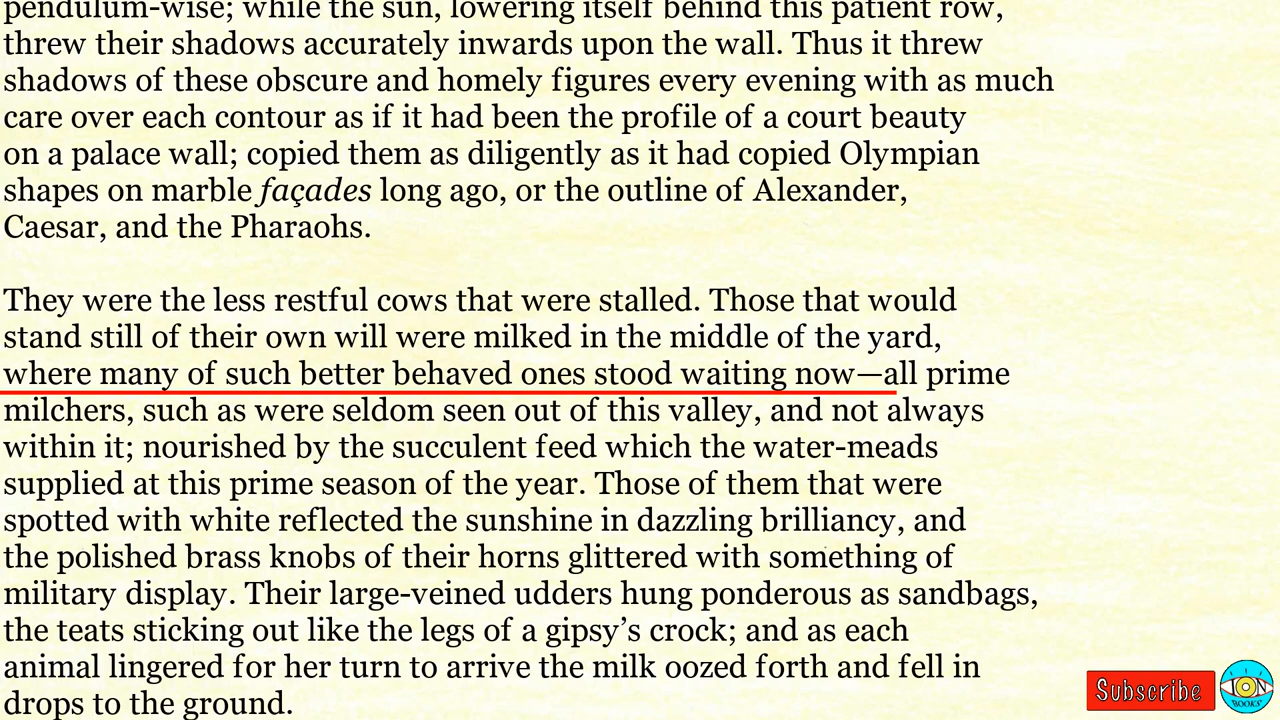 pendulum-wise; while the sun, lowering itself behind this patient row,
threw their shadows accurately inwards upon the wall. Thus it threw
shadows of these obscure and homely figures every evening with as much
care over each contour as if it had been the profile of a court beauty
on a palace wall; copied them as diligently as it had copied Olympian
shapes on marble façades long ago, or the outline of Alexander,
Caesar, and the Pharaohs.
They were the less restful cows that were stalled. Those that would
stand still of their own will were milked in the middle of the yard,
where many of such better behaved ones stood waiting now—all prime
milchers, such as were seldom seen out of this valley, and not always
within it; nourished by the succulent feed which the water-meads
supplied at this prime season of the year. Those of them that were
spotted with white reflected the sunshine in dazzling brilliancy, and
the polished brass knobs of their horns glittered with something of
military display. Their large-veined udders hung ponderous as sandbags,
the teats sticking out like the legs of a gipsy’s crock; and as each
animal lingered for her turn to arrive the milk oozed forth and fell in
drops to the ground.
Subscribe
ION
BOOKS